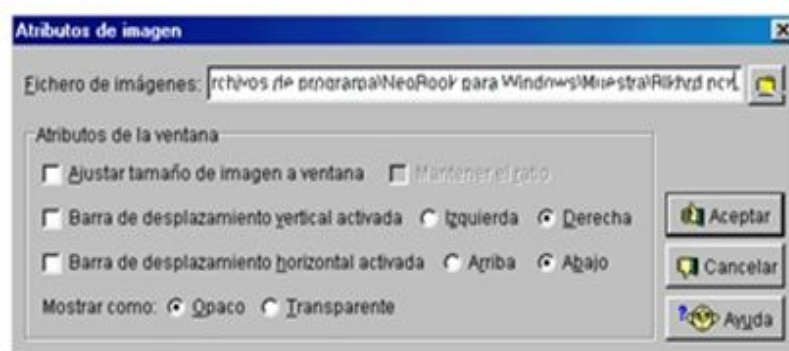 Atributos de imagen
Fichero de imágenes: rchivos de programa\NeoBook para Windows\Muestra\
Atributos de la ventana
Ajustar tamaño de imagen a ventana Mantener el ratio
Barra de desplazamiento vertical activada Izquierda Derecha
Barra de desplazamiento horizontal activada Arriba Abajo
Mostrar como: Opaco Transparente
Aceptar
Cancelar
Ayuda